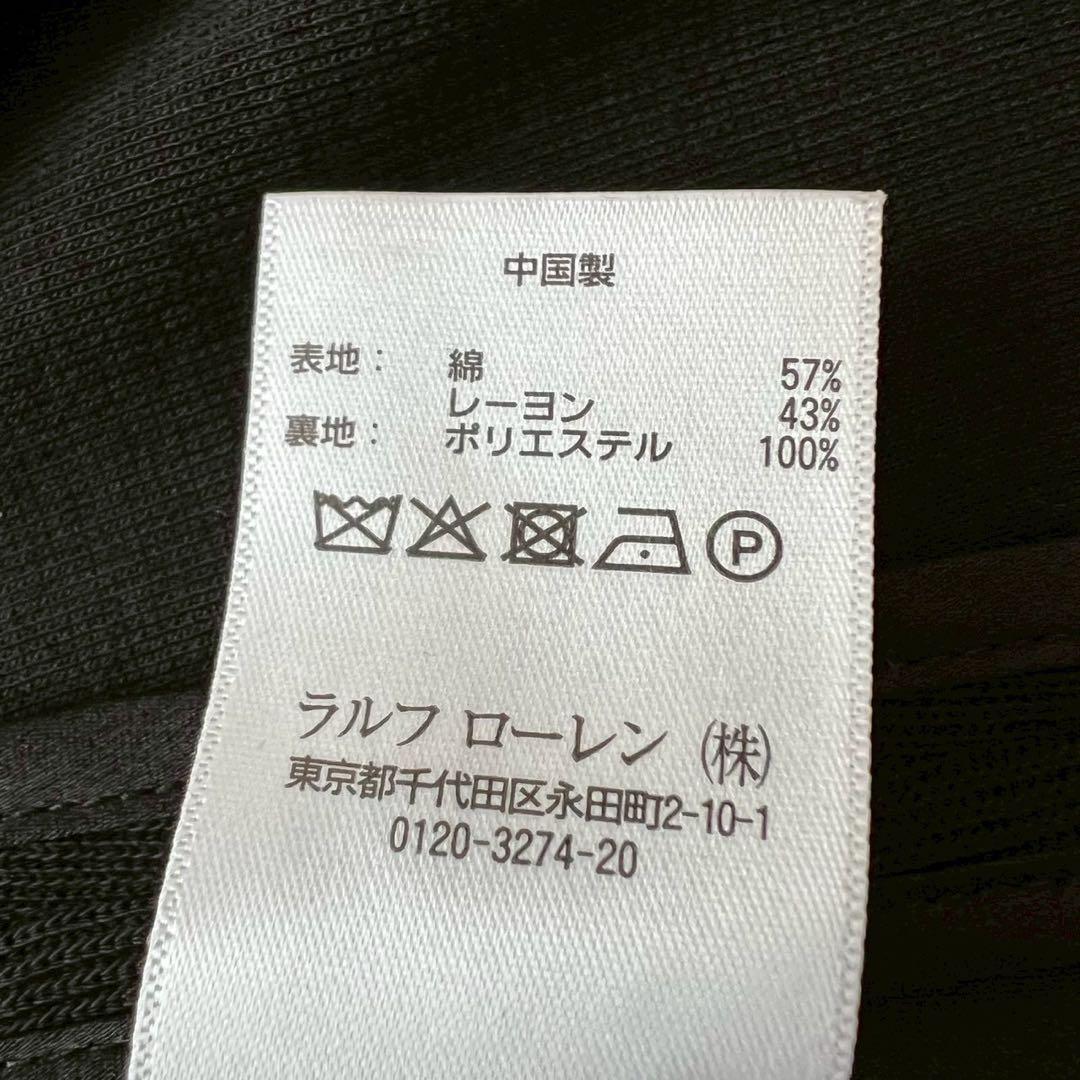 中国製
表地： 綿 57%
レーヨン 43%
裏地： ポリエステル 100%
P
ラルフ ローレン (株)
東京都千代田区永田町2-10-1
0120-3274-20